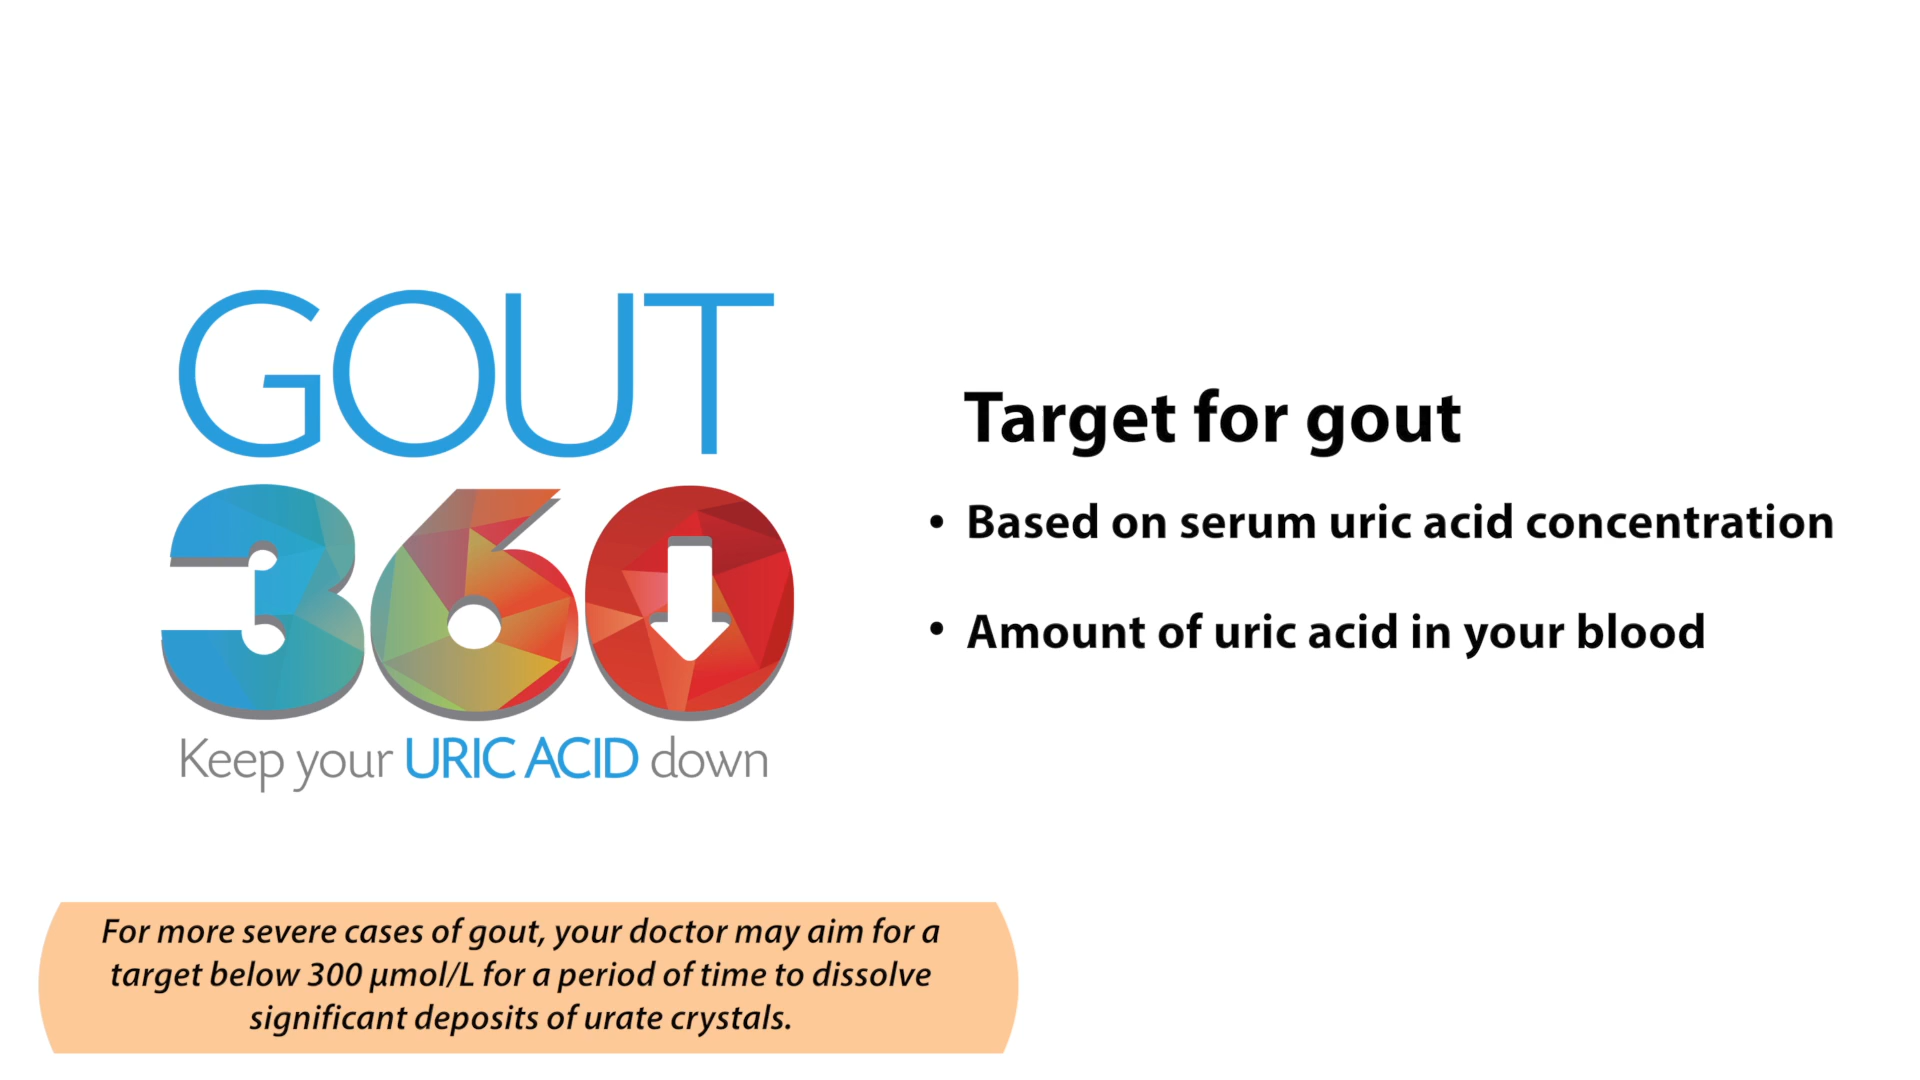 GOUT
360
Keep your URIC ACID down
Target for gout
• Based on serum uric acid concentration
• Amount of uric acid in your blood
For more severe cases of gout, your doctor may aim for a
target below 300 µmol/L for a period of time to dissolve
significant deposits of urate crystals.